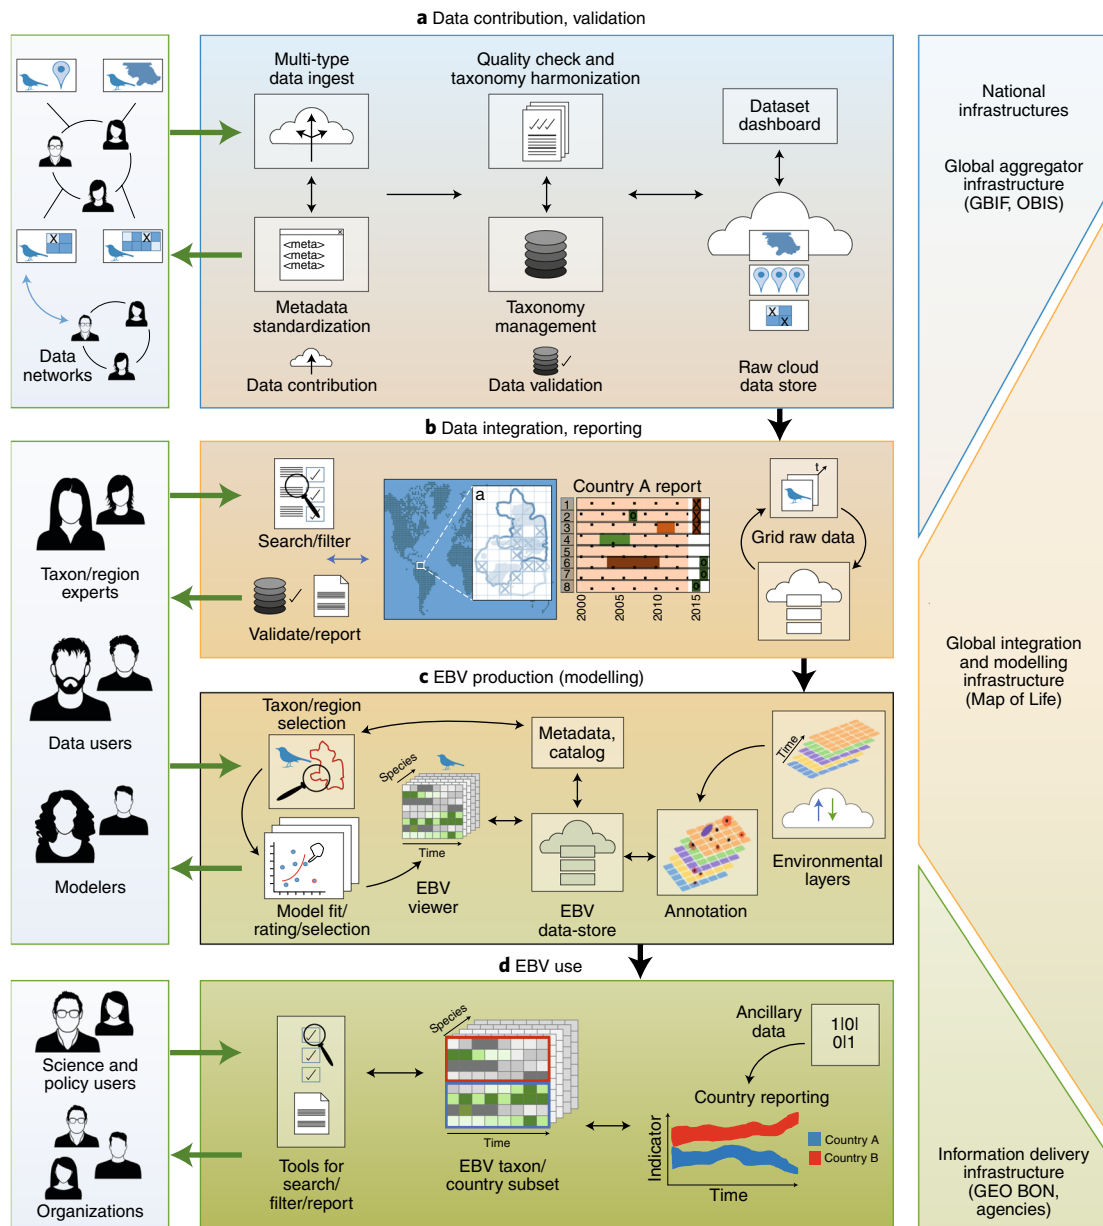 a Data contribution, validation
Multi-type
data ingest
Quality check and
taxonomy harmonization
Dataset
dashboard
<meta>
<meta>
<meta>
X
Metadata
standardization
Taxonomy
management
Data contribution
Data validation
X
X
Raw cloud
data store
X
X
Data
networks
National
infrastructures
Global aggregator
infrastructure
(GBIF, OBIS)
b Data integration, reporting
Taxon/region
experts
Data users
Modelers
Search/filter
Validate/report
a
Country A report
1
2
3
4
5
6
7
8
2000
2005
2010
2015
t
Grid raw data
Global integration
and modelling
infrastructure
(Map of Life)
c EBV production (modelling)
Taxon/region
selection
Model fit/
rating/selection
Species
Time
EBV
viewer
Metadata,
catalog
EBV
data-store
Annotation
Time
Environmental
layers
d EBV use
Science and
policy users
Organizations
Tools for
search/
filter/report
Species
Time
EBV taxon/
country subset
Ancillary
data
1|0|
0|1
Country reporting
Indicator
Country A
Country B
Time
Information delivery
infrastructure
(GEO BON,
agencies)